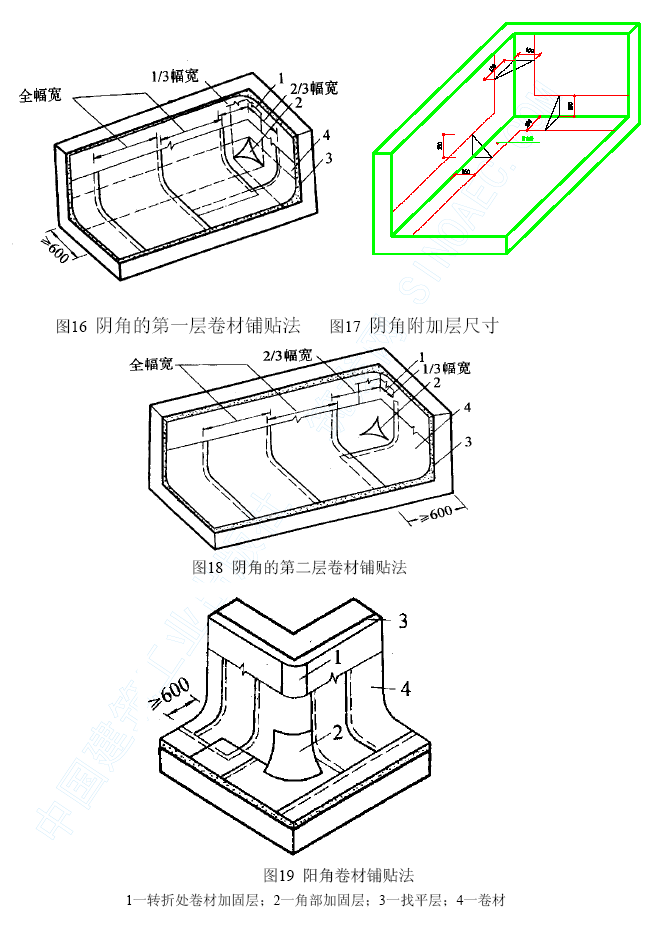 1/3幅宽
1
全幅宽
2/3幅宽
2
4
3
≥600
图16 阴角的第一层卷材铺贴法
图17 阴角附加层尺寸
2/3幅宽
1
全幅宽
1/3幅宽
2
4
3
≥600
图18 阴角的第二层卷材铺贴法
3
1
4
≥600
2
图19 阳角卷材铺贴法
1—转折处卷材加固层；2—角部加固层；3—找平层；4—卷材